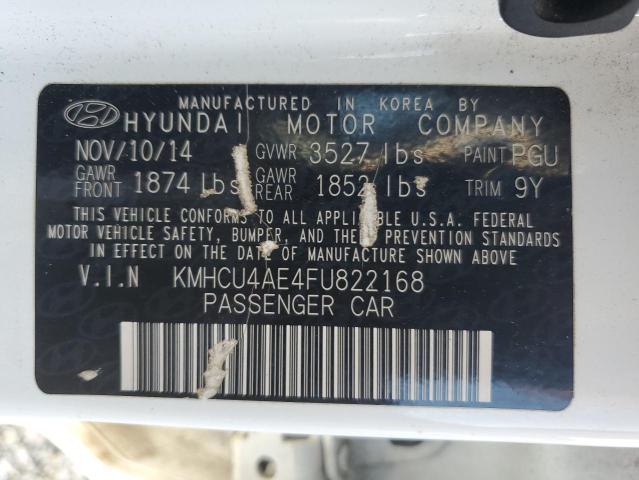 MANUFACTURED IN KOREA BY
HYUNDAI MOTOR COMPANY
NOV/10/14 GVWR 3527 lbs PAINT PGU
GAWR FRONT 1874 lbs GAWR REAR 1852 lbs TRIM 9Y
THIS VEHICLE CONFORMS TO ALL APPLICABLE U.S.A. FEDERAL
MOTOR VEHICLE SAFETY, BUMPER, AND THEFT PREVENTION STANDARDS
IN EFFECT ON THE DATE OF MANUFACTURE SHOWN ABOVE
V.I.N KMHCU4AE4FU822168
PASSENGER CAR